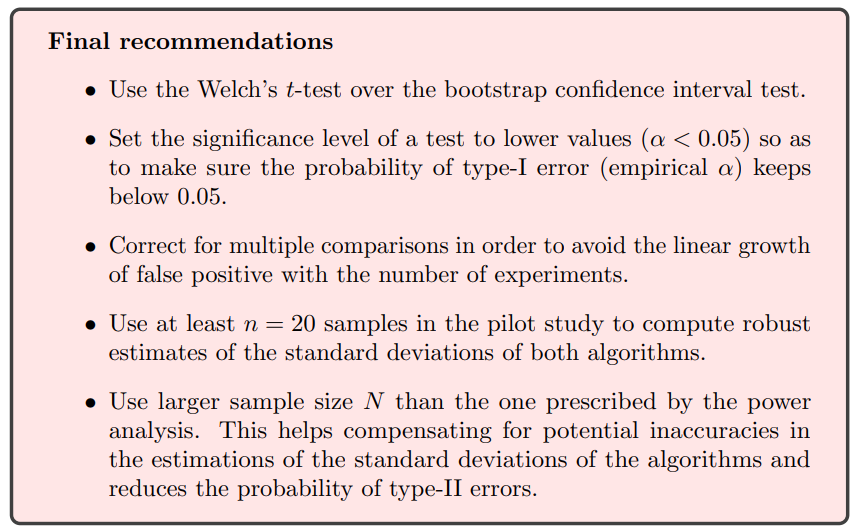 Final recommendations
• Use the Welch's t-test over the bootstrap confidence interval test.
• Set the significance level of a test to lower values (α < 0.05) so as
to make sure the probability of type-I error (empirical α) keeps
below 0.05.
• Correct for multiple comparisons in order to avoid the linear growth
of false positive with the number of experiments.
• Use at least n = 20 samples in the pilot study to compute robust
estimates of the standard deviations of both algorithms.
• Use larger sample size N than the one prescribed by the power
analysis. This helps compensating for potential inaccuracies in
the estimations of the standard deviations of the algorithms and
reduces the probability of type-II errors.